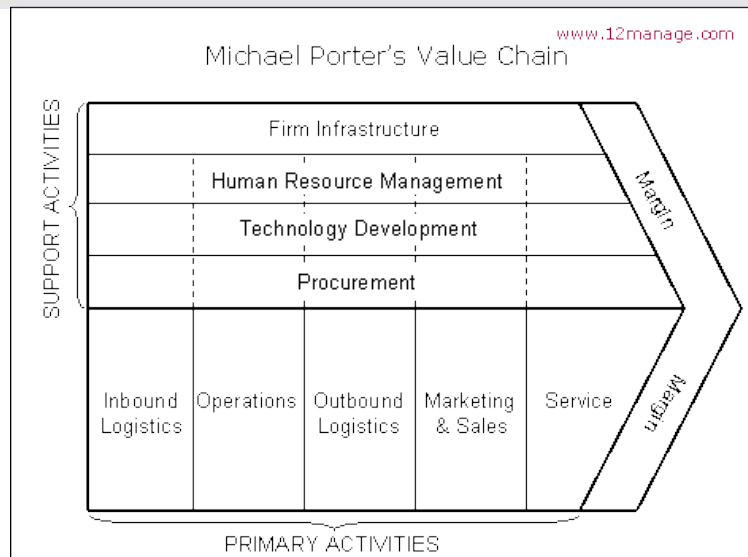 www.12manage.com
Michael Porter's Value Chain
SUPPORT ACTIVITIES
Firm Infrastructure
Human Resource Management
Technology Development
Procurement
Margin
Inbound
Logistics
Operations
Outbound
Logistics
Marketing
& Sales
Service
Margin
PRIMARY ACTIVITIES